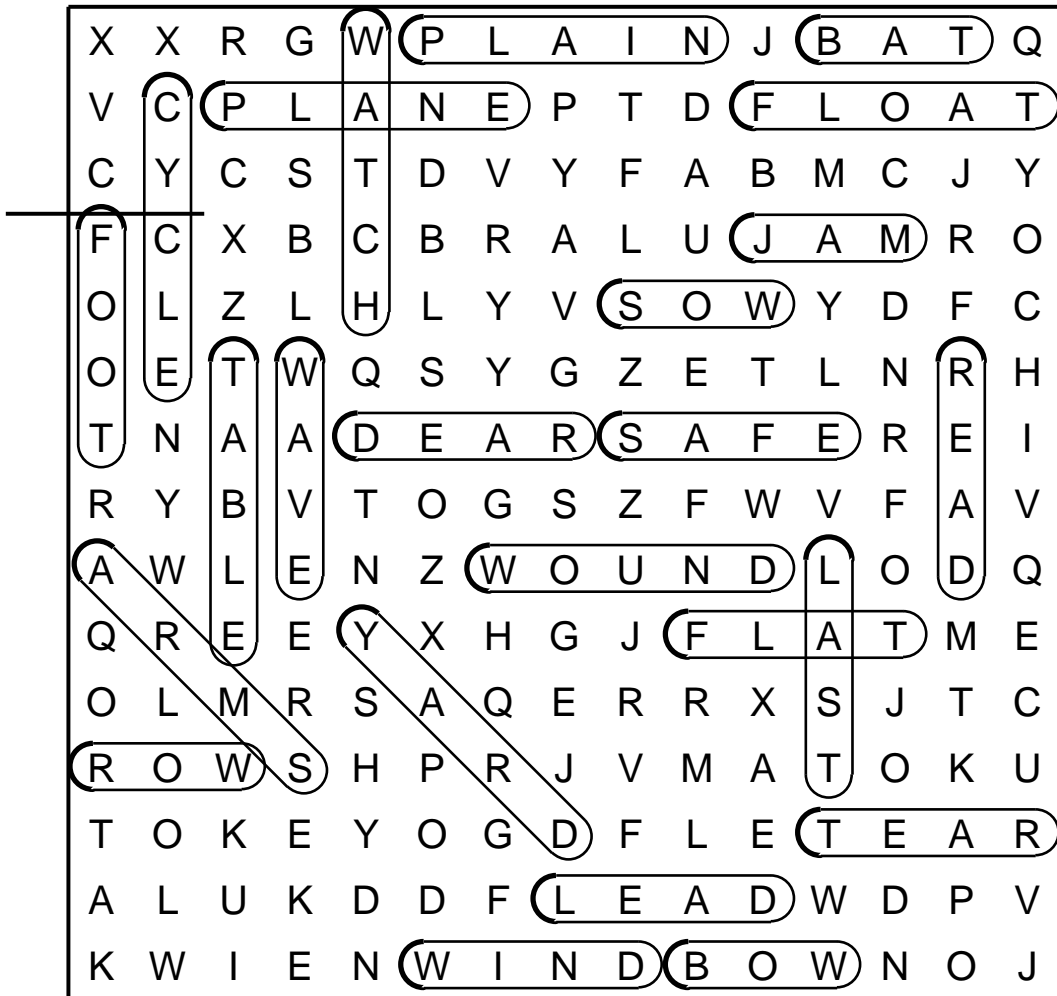 X X R G W P L A I N J B A T Q
V C P L A N E P T D F L O A T
C Y C S T D V Y F A B M C J Y
F C X B C B R A L U J A M R O
O L Z L H L Y V S O W Y D F C
O E T W Q S Y G Z E T L N R H
T N A A D E A R S A F E R E I
R Y B V T O G S Z F W V F A V
A W L E N Z W O U N D L O D Q
Q R E E Y X H G J F L A T M E
O L M R S A Q E R R X S J T C
R O W S H P R J V M A T O K U
T O K E Y O G D F L E T E A R
A L U K D D F L E A D W D P V
K W I E N W I N D B O W N O J